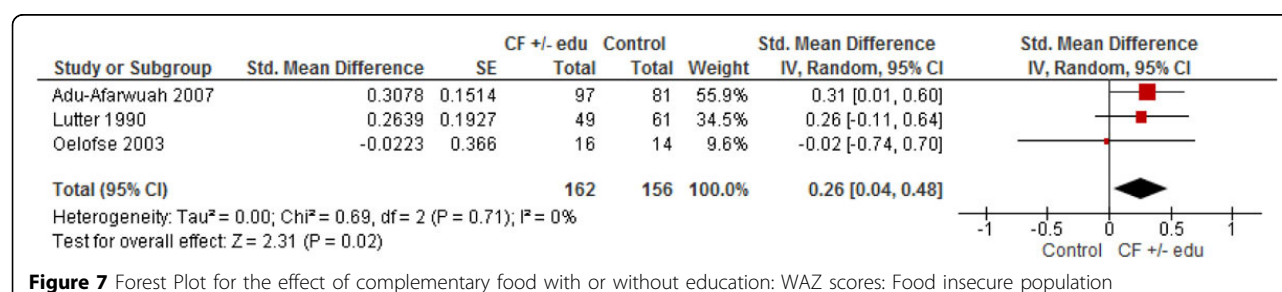 CF +/- edu Control Std. Mean Difference Std. Mean Difference
Study or Subgroup Std. Mean Difference SE Total Total Weight IV, Random, 95% CI IV, Random, 95% CI
Adu-Afarwuah 2007 0.3078 0.1514 97 81 55.9% 0.31 [0.01, 0.60]
Lutter 1990 0.2639 0.1927 49 61 34.5% 0.26 [-0.11, 0.64]
Oelofse 2003 -0.0223 0.366 16 14 9.6% -0.02 [-0.74, 0.70]
Total (95% CI) 162 156 100.0% 0.26 [0.04, 0.48]
Heterogeneity: Tau² = 0.00; Chi² = 0.69, df = 2 (P = 0.71); I² = 0%
Test for overall effect: Z = 2.31 (P = 0.02)
-1 -0.5 0 0.5 1
Control CF +/- edu
Figure 7 Forest Plot for the effect of complementary food with or without education: WAZ scores: Food insecure population